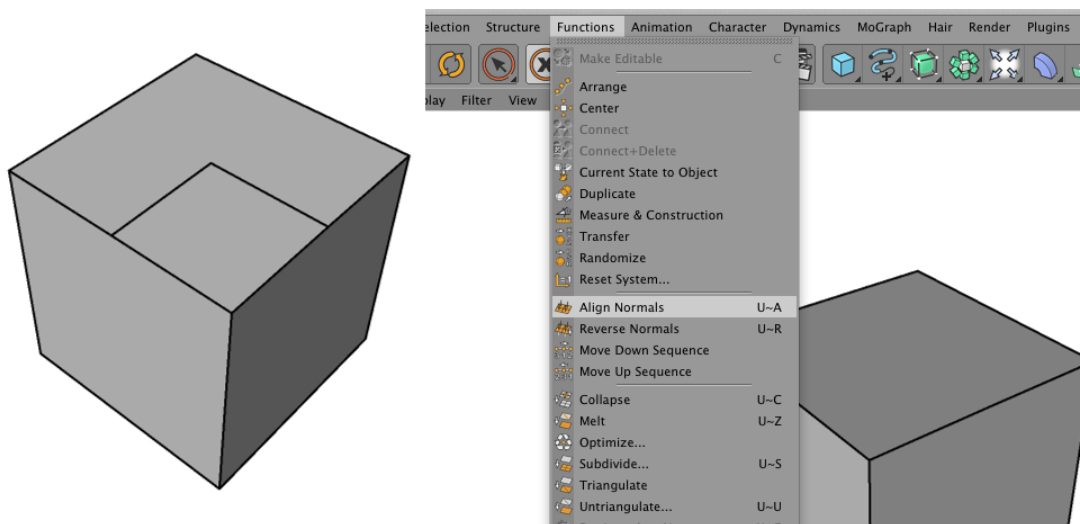 election Structure Functions Animation Character Dynamics MoGraph Hair Render Plugins
Make Editable C
play Filter View
Arrange
Center
Connect
Connect+Delete
Current State to Object
Duplicate
Measure & Construction
Transfer
Randomize
Reset System...
Align Normals U~A
Reverse Normals U~R
Move Down Sequence
Move Up Sequence
Collapse U~C
Melt U~Z
Optimize...
Subdivide... U~S
Triangulate
Untriangulate... U~U